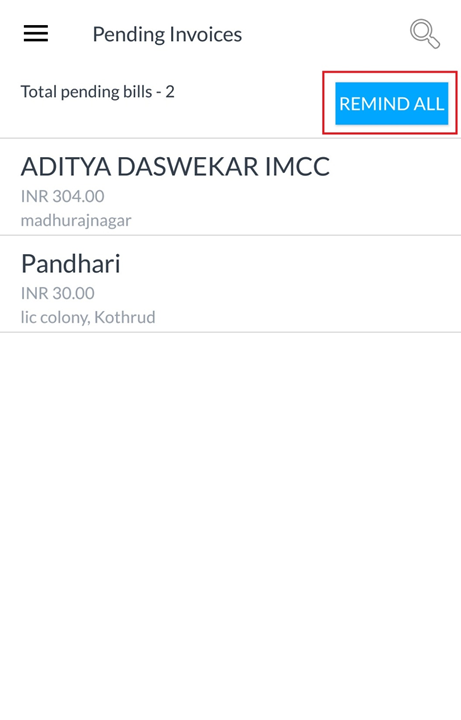 Pending Invoices
Total pending bills - 2
REMIND ALL
ADITYA DASWEKAR IMCC
INR 304.00
madhurajnagar
Pandhari
INR 30.00
lic colony, Kothrud